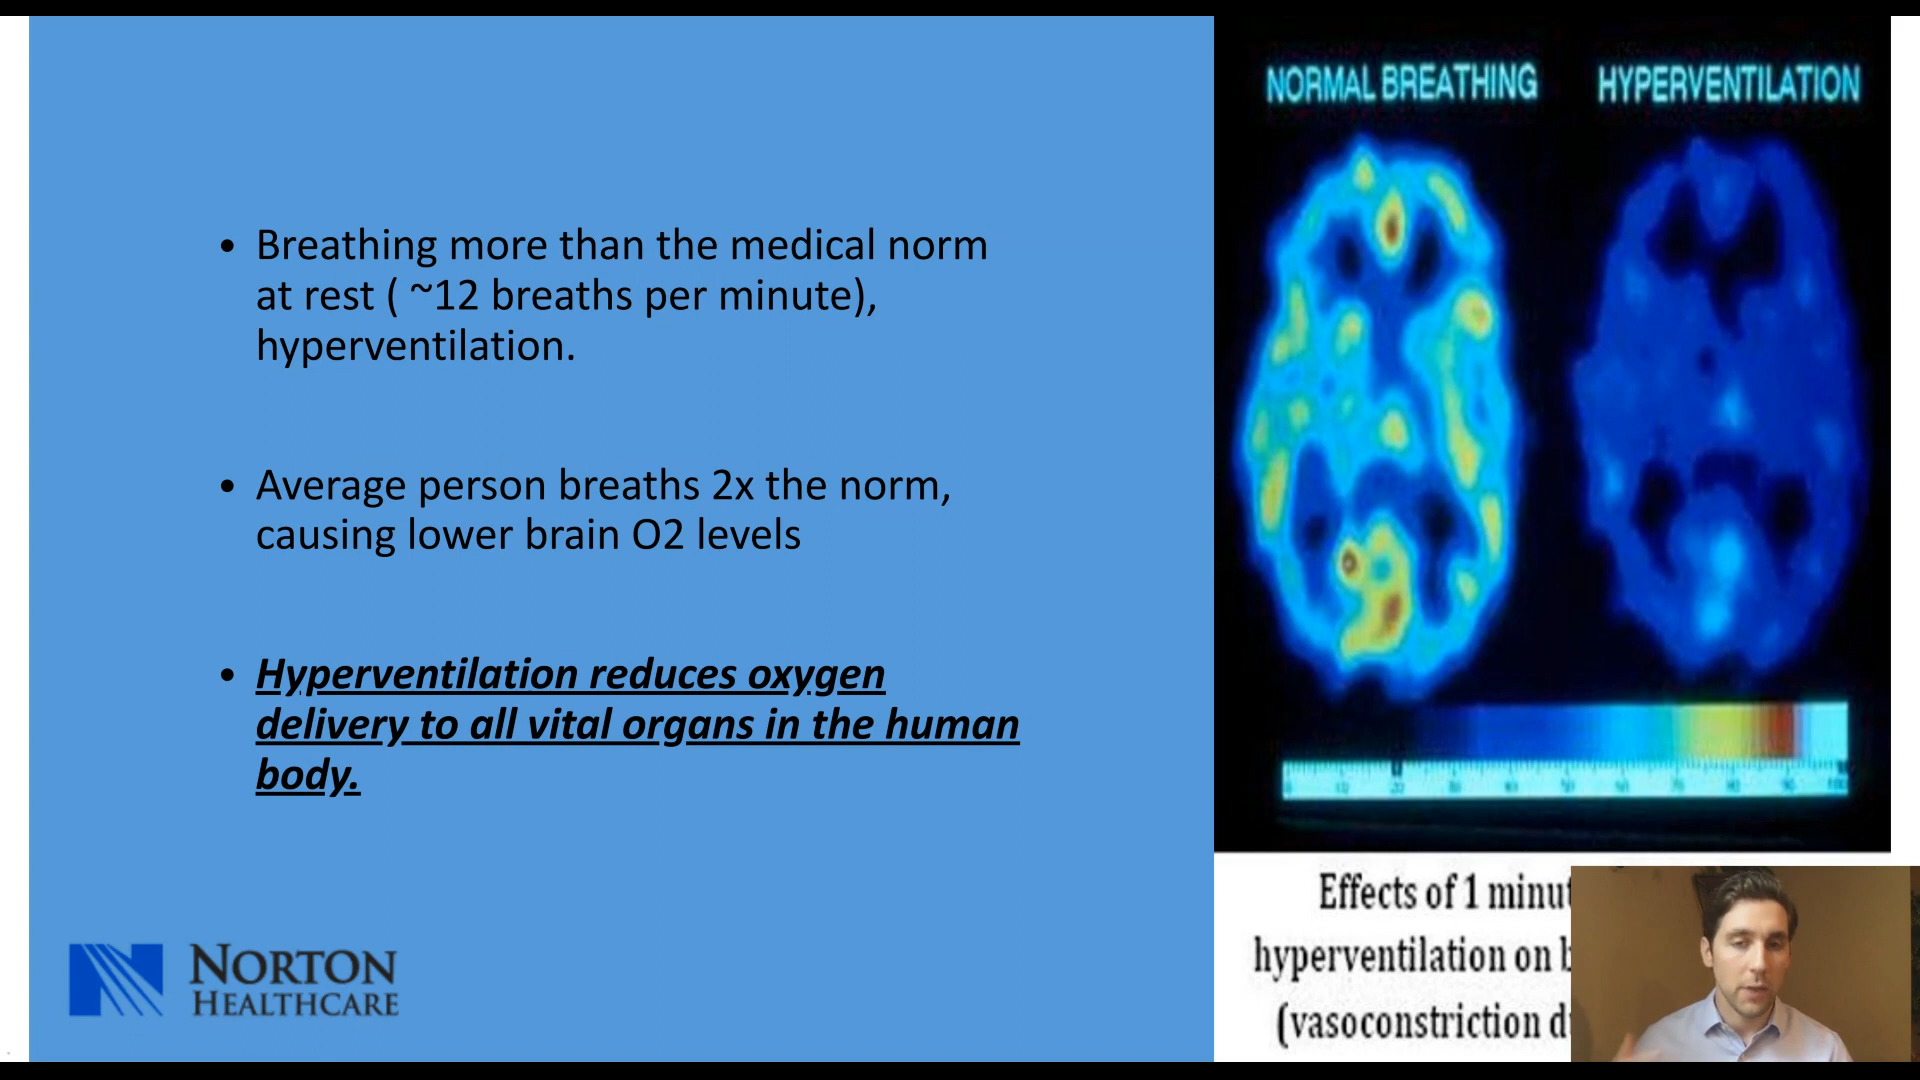 • Breathing more than the medical norm
at rest ( ~12 breaths per minute),
hyperventilation.
• Average person breaths 2x the norm,
causing lower brain O2 levels
• Hyperventilation reduces oxygen
delivery to all vital organs in the human
body.
NORTON
HEALTHCARE
NORMAL BREATHING
HYPERVENTILATION
Effects of 1
hyperventilation on
(vasoconstriction